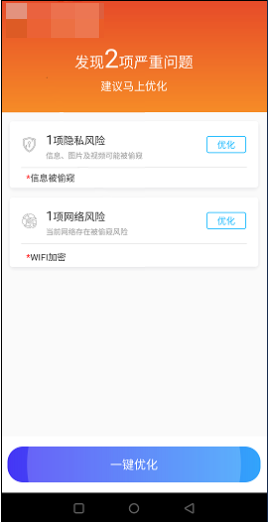 发现2项严重问题
建议马上优化
1项隐私风险
优化
信息、图片及视频可能被偷窥
*信息被偷窥
1项网络风险
优化
当前网络存在被偷窥风险
*WIFI加密
一键优化